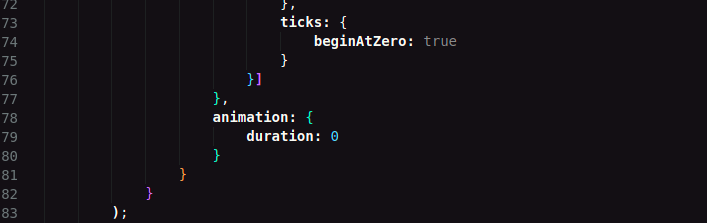 72 },
73 ticks: {
74 beginAtZero: true
75 }
76 }]
77 },
78 animation: {
79 duration: 0
80 }
81 }
82 }
83 );